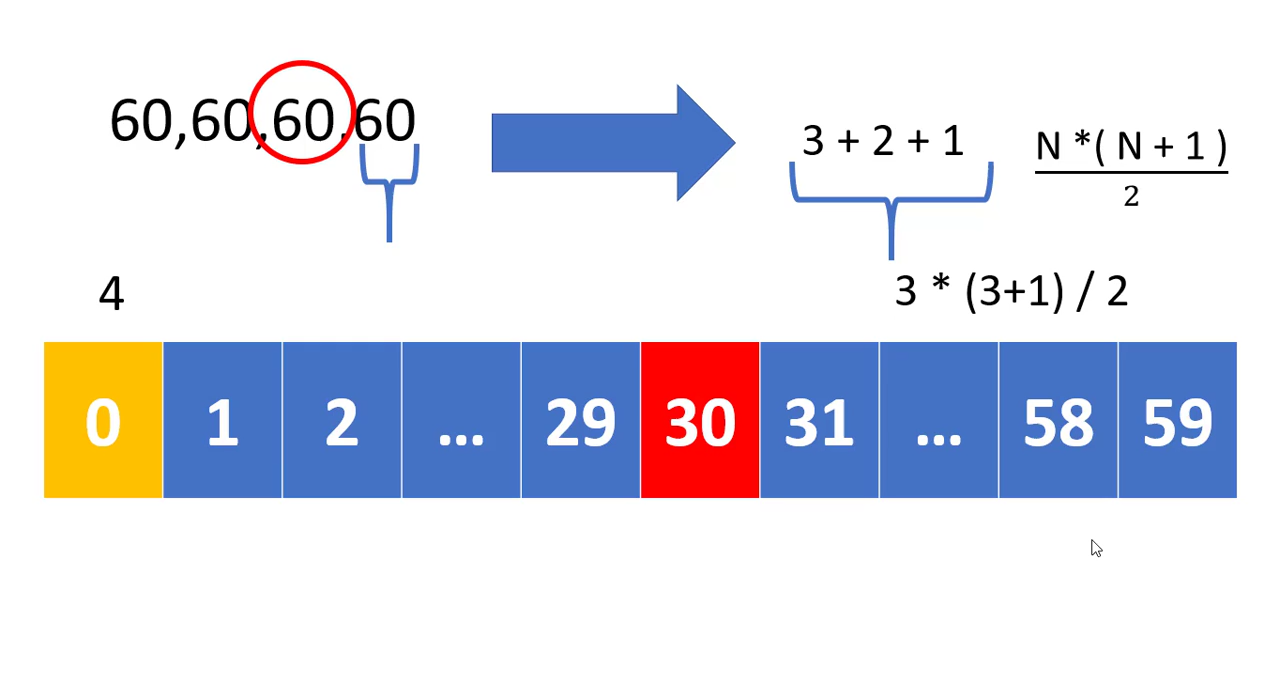 60,60,60,60
3 + 2 + 1
N *( N + 1 )
2
4
3 * (3+1) / 2
0 1 2 ... 29 30 31 ... 58 59